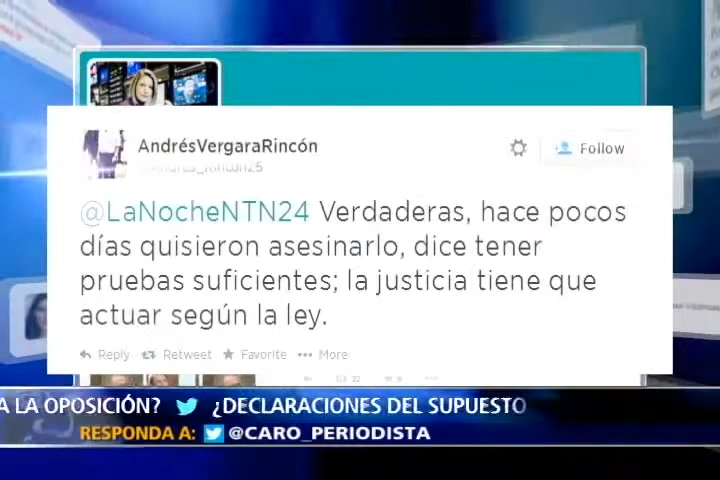 AndrésVergaraRincón
@Andres_Rincon25
Follow
@LaNocheNTN24 Verdaderas, hace pocos
días quisieron asesinarlo, dice tener
pruebas suficientes; la justicia tiene que
actuar según la ley.
Reply Retweet Favorite More
A LA OPOSICIÓN? ¿DECLARACIONES DEL SUPUESTO
RESPONDA A: @CARO_PERIODISTA